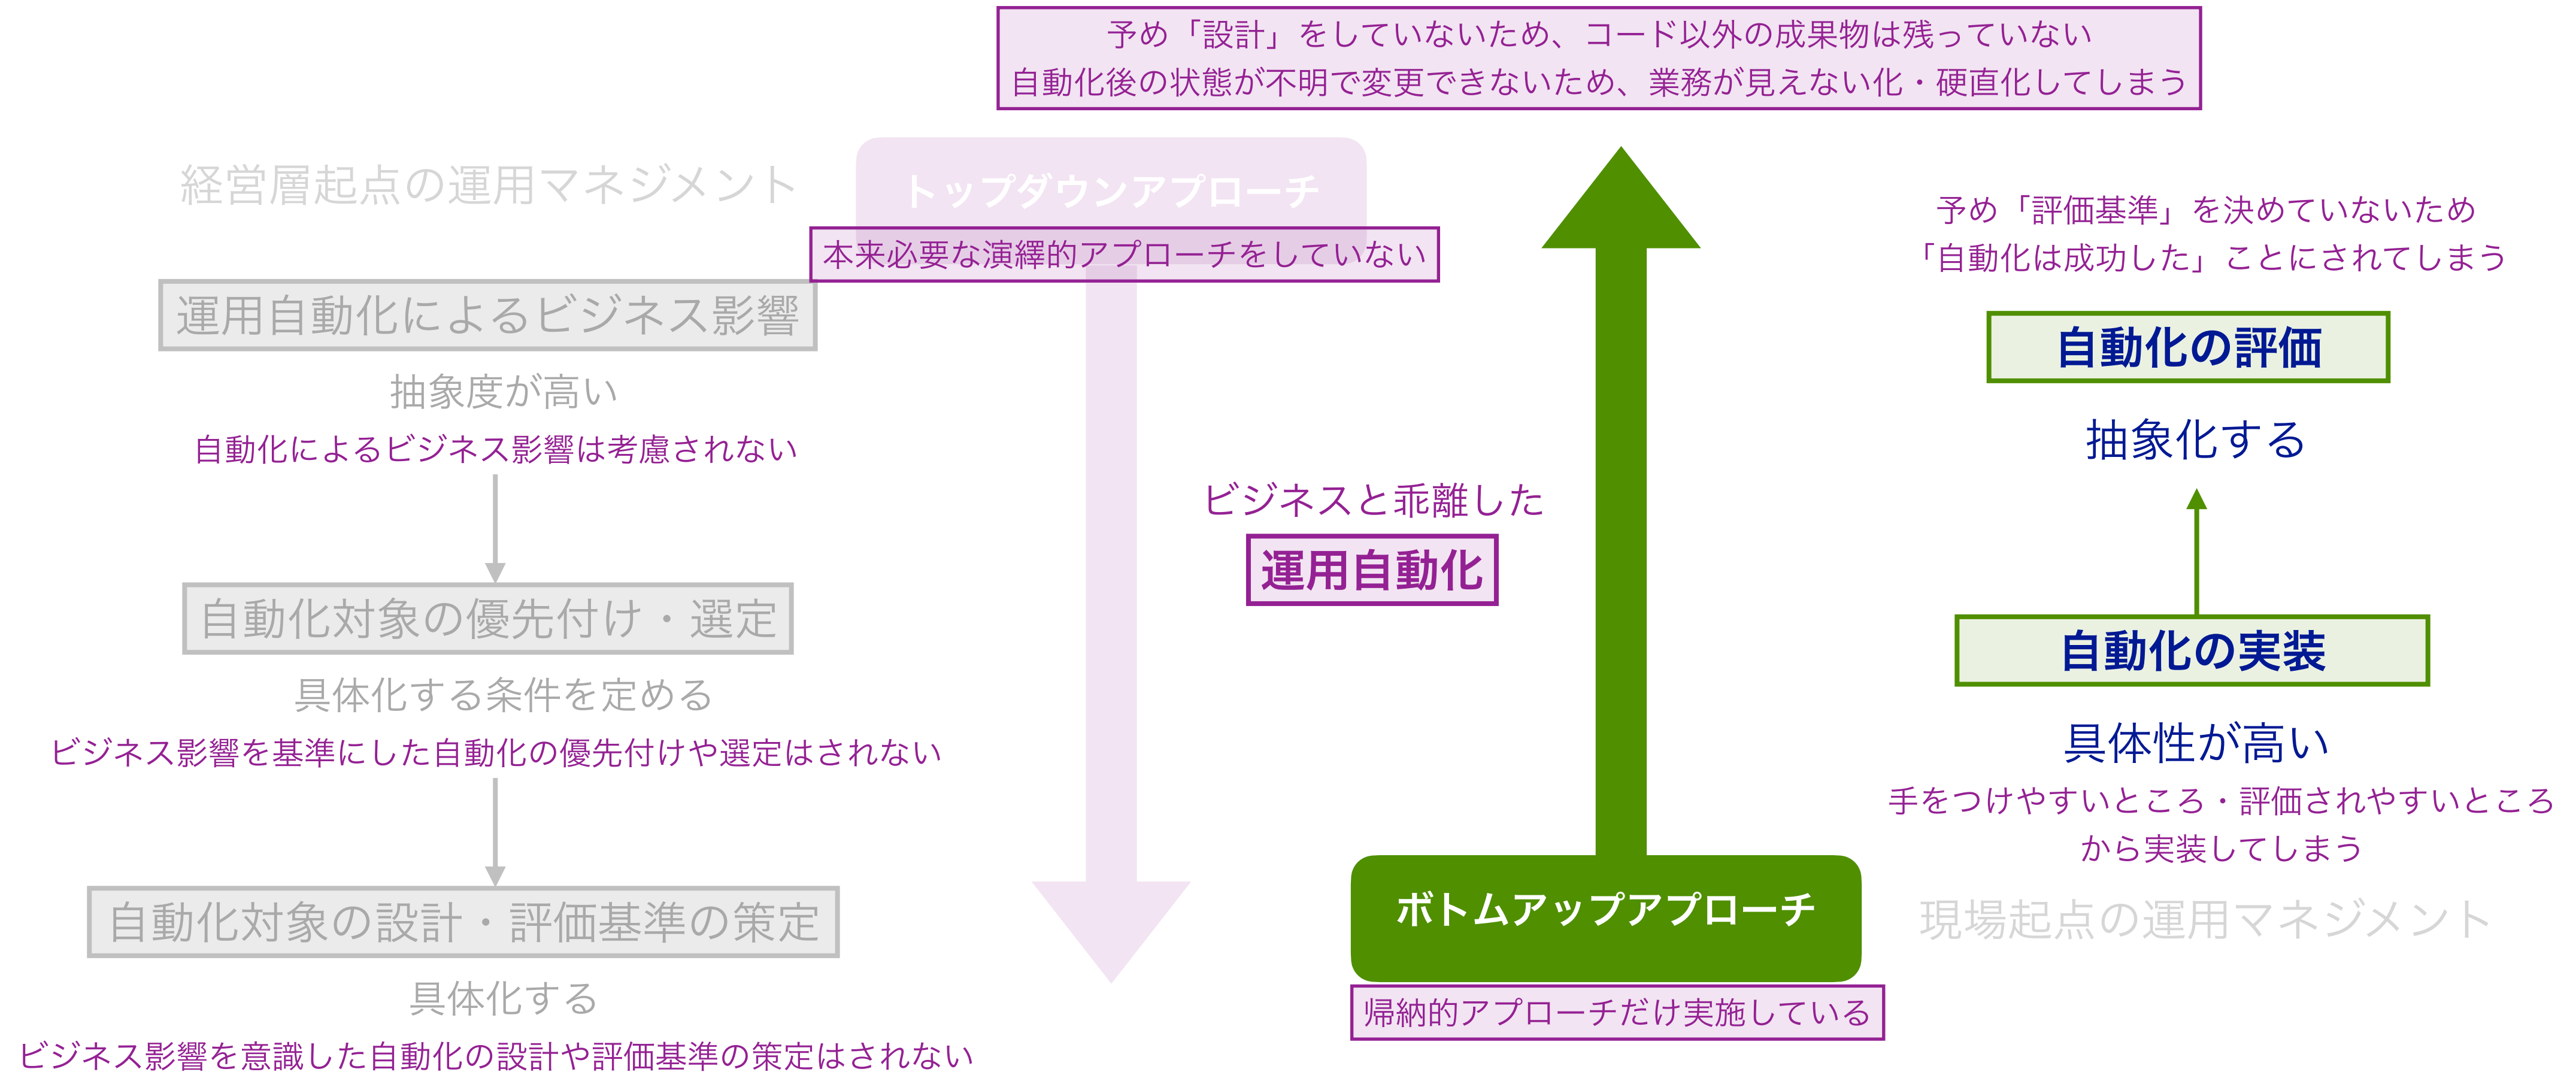 予め「設計」をしていないため、コード以外の成果物は残っていない
自動化後の状態が不明で変更できないため、業務が見えない化・硬直化してしまう
経営層起点の運用マネジメント
トップダウンアプローチ
本来必要な演繹的アプローチをしていない
運用自動化によるビジネス影響
抽象度が高い
自動化によるビジネス影響は考慮されない
自動化対象の優先付け・選定
具体化する条件を定める
ビジネス影響を基準にした自動化の優先付けや選定はされない
自動化対象の設計・評価基準の策定
具体化する
ビジネス影響を意識した自動化の設計や評価基準の策定はされない
ビジネスと乖離した
運用自動化
予め「評価基準」を決めていないため
「自動化は成功した」ことにされてしまう
自動化の評価
抽象化する
自動化の実装
具体性が高い
手をつけやすいところ・評価されやすいところ
から実装してしまう
ボトムアップアプローチ
現場起点の運用マネジメント
帰納的アプローチだけ実施している